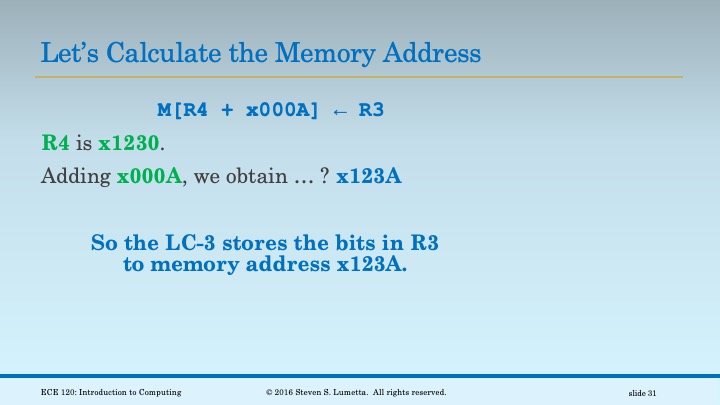 Let's Calculate the Memory Address
M[R4 + x000A] ← R3
R4 is x1230.
Adding x000A, we obtain … ? x123A
So the LC-3 stores the bits in R3
to memory address x123A.
ECE 120: Introduction to Computing © 2016 Steven S. Lumetta. All rights reserved. slide 31